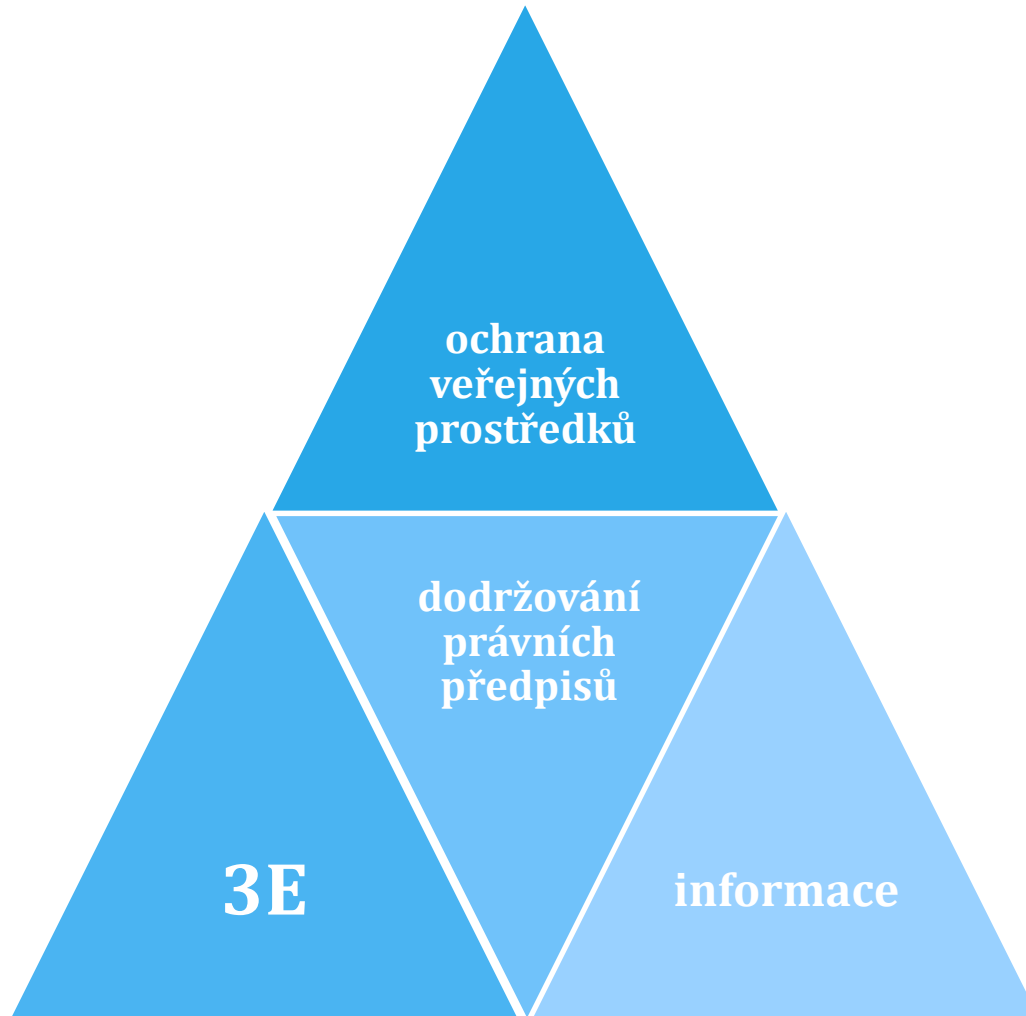 ochrana
veřejných
prostředků
dodržování
právních
předpisů
3E
informace